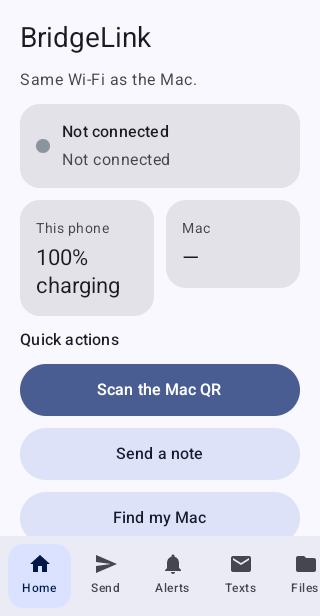 BridgeLink
Same Wi-Fi as the Mac.
Not connected
Not connected
This phone
100%
charging
Mac
—
Quick actions
Scan the Mac QR
Send a note
Find my Mac
Home
Send
Alerts
Texts
Files